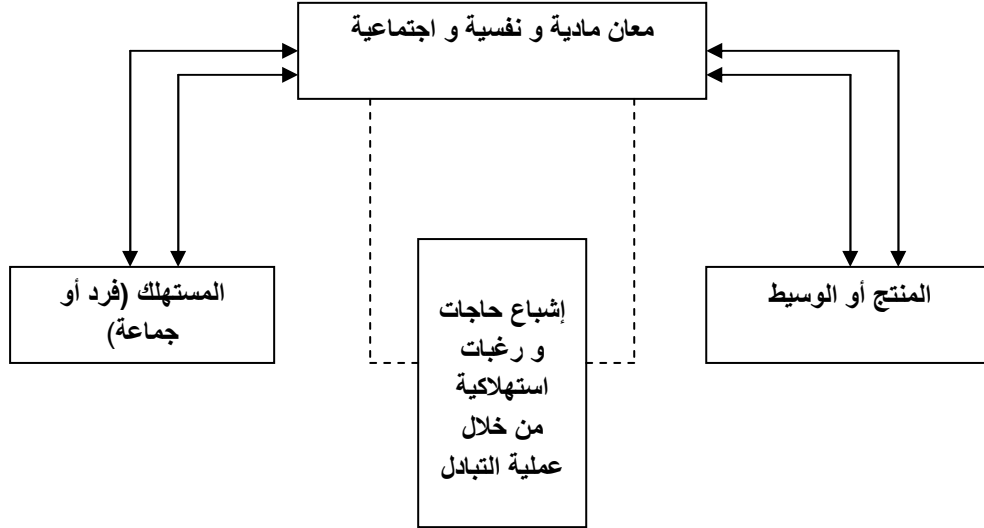 معان مادية و نفسية و اجتماعية
المنتج أو الوسيط
المستهلك (فرد أو
جماعة)
إشباع حاجات
و رغبات
استهلاكية
من خلال
عملية التبادل